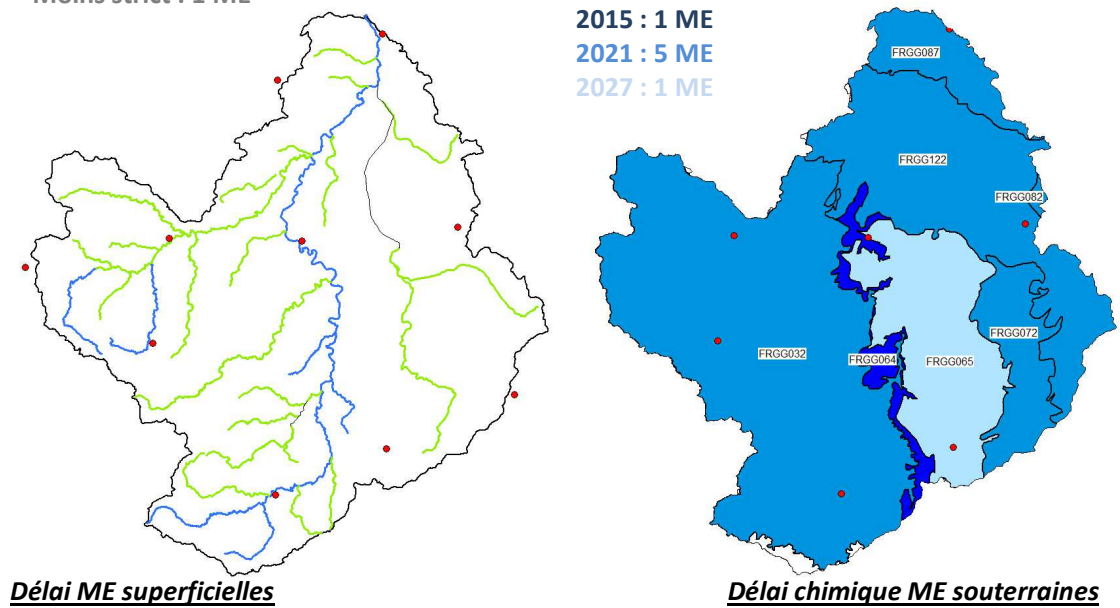 Moins strict : 1 ME
2015 : 1 ME
2021 : 5 ME
2027 : 1 ME
FRGG087
FRGG122
FRGG082
FRGG072
FRGG032
FRGG064
FRGG065
Délai ME superficielles
Délai chimique ME souterraines